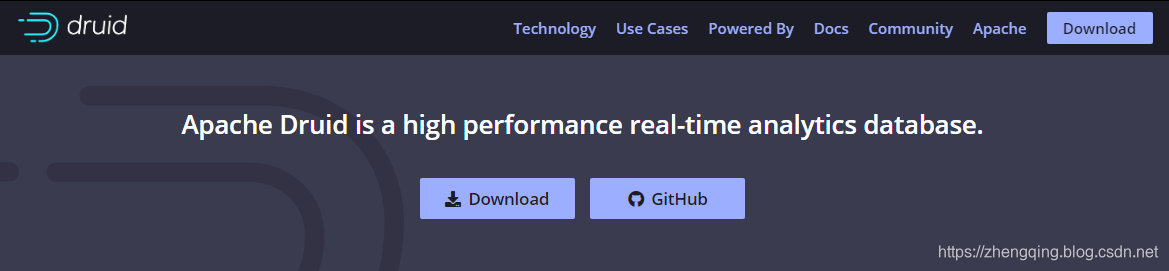 druid
Technology Use Cases Powered By Docs Community Apache Download
Apache Druid is a high performance real-time analytics database.
Download GitHub
https://zhengqing.blog.csdn.net